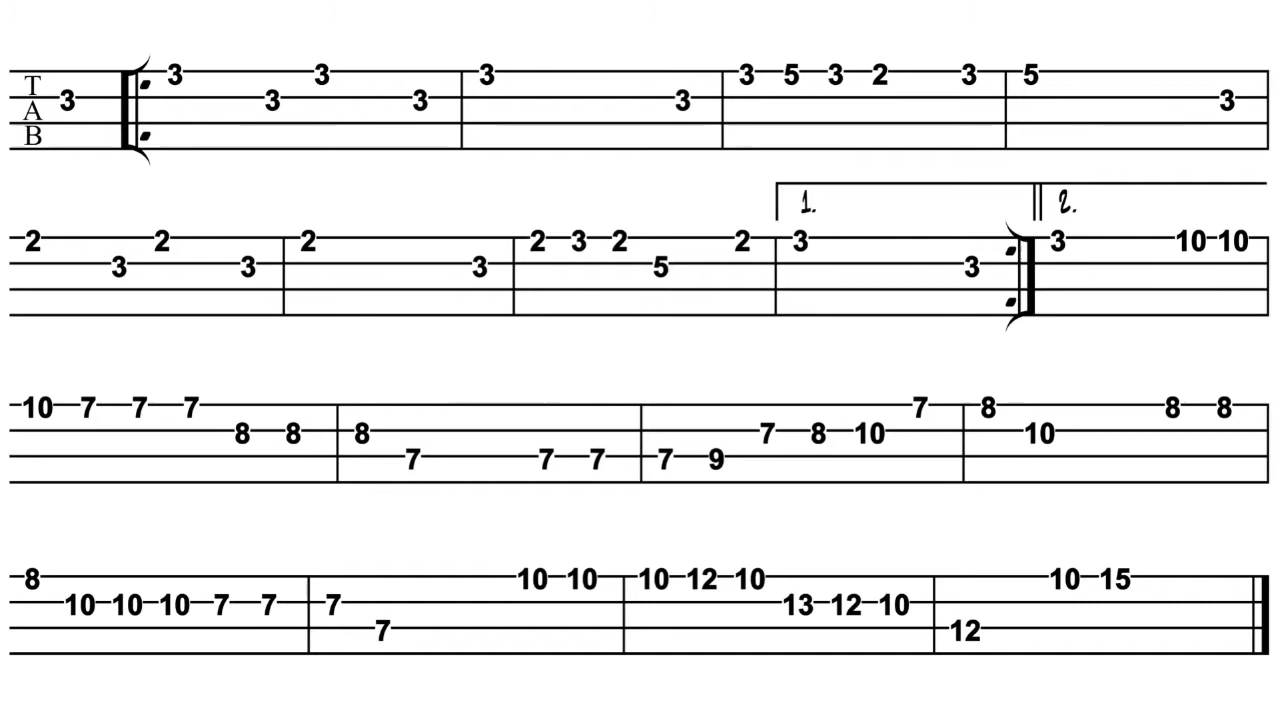 T
A
B
3 3 3 3 3 3 3 3 5 3 2 3 5 3
1. 2.
2 3 2 3 2 3 2 3 2 5 2 3 3 3 10 10
10 7 7 7 8 8 8 7 7 7 7 9 7 8 10 7 8 10 8 8
8 10 10 10 7 7 7 7 10 10 10 12 10 13 12 10 12 10 15